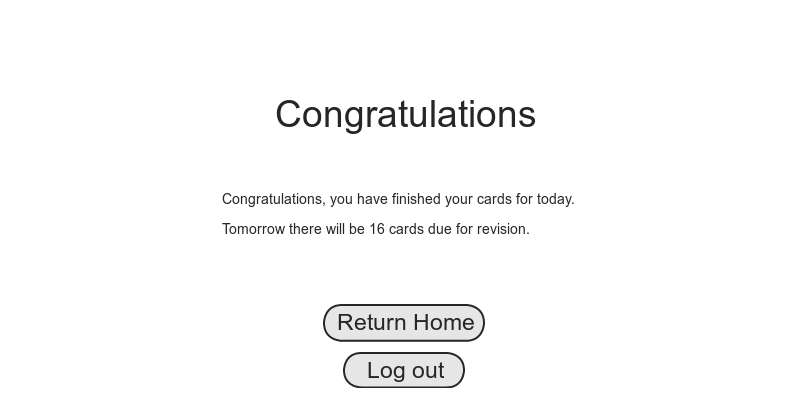 Congratulations
Congratulations, you have finished your cards for today.
Tomorrow there will be 16 cards due for revision.
Return Home
Log out